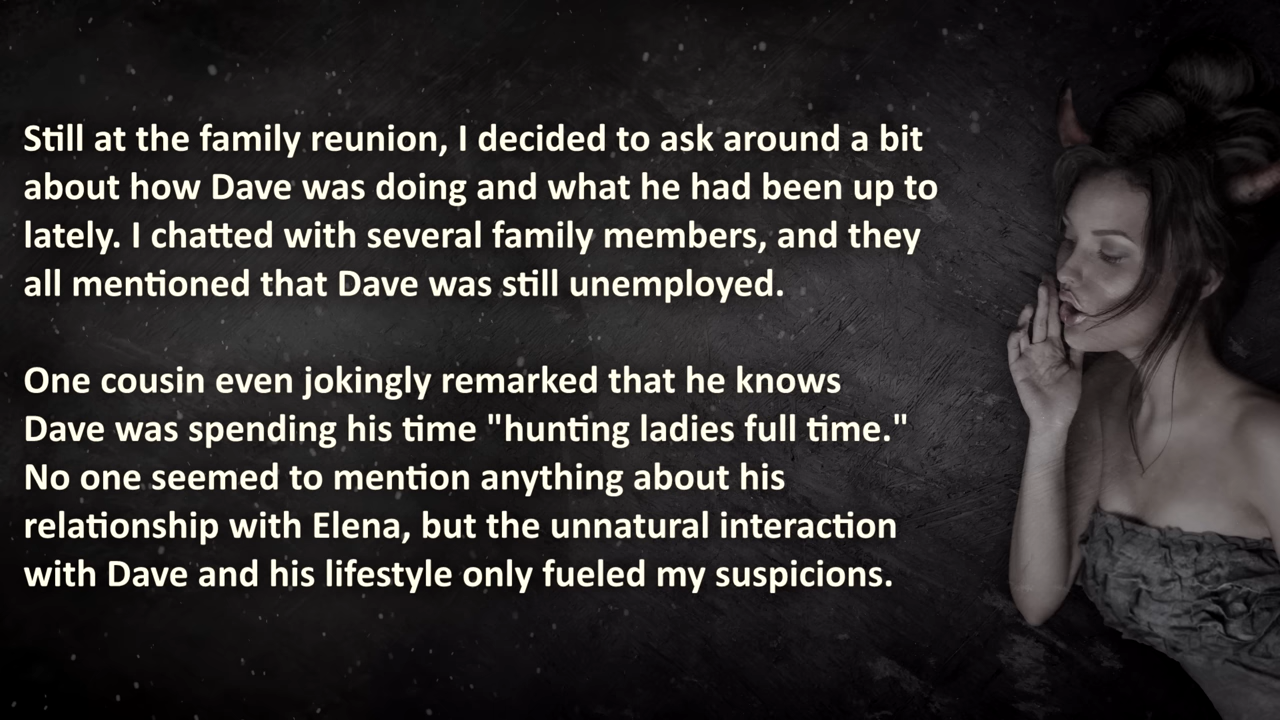 Still at the family reunion, I decided to ask around a bit
about how Dave was doing and what he had been up to
lately. I chatted with several family members, and they
all mentioned that Dave was still unemployed.
One cousin even jokingly remarked that he knows
Dave was spending his time "hunting ladies full time."
No one seemed to mention anything about his
relationship with Elena, but the unnatural interaction
with Dave and his lifestyle only fueled my suspicions.